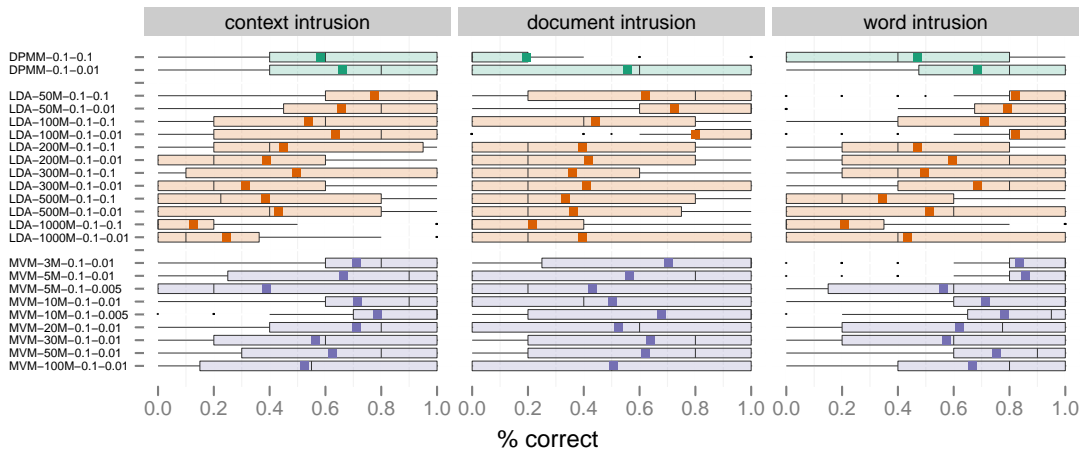 context intrusion document intrusion word intrusion
DPMM−0.1−0.1
DPMM−0.1−0.01
LDA−50M−0.1−0.1
LDA−50M−0.1−0.01
LDA−100M−0.1−0.1
LDA−100M−0.1−0.01
LDA−200M−0.1−0.1
LDA−200M−0.1−0.01
LDA−300M−0.1−0.1
LDA−300M−0.1−0.01
LDA−500M−0.1−0.1
LDA−500M−0.1−0.01
LDA−1000M−0.1−0.1
LDA−1000M−0.1−0.01
MVM−3M−0.1−0.01
MVM−5M−0.1−0.01
MVM−5M−0.1−0.005
MVM−10M−0.1−0.01
MVM−10M−0.1−0.005
MVM−20M−0.1−0.01
MVM−30M−0.1−0.01
MVM−50M−0.1−0.01
MVM−100M−0.1−0.01
0.0 0.2 0.4 0.6 0.8 1.0 0.0 0.2 0.4 0.6 0.8 1.0 0.0 0.2 0.4 0.6 0.8 1.0
% correct